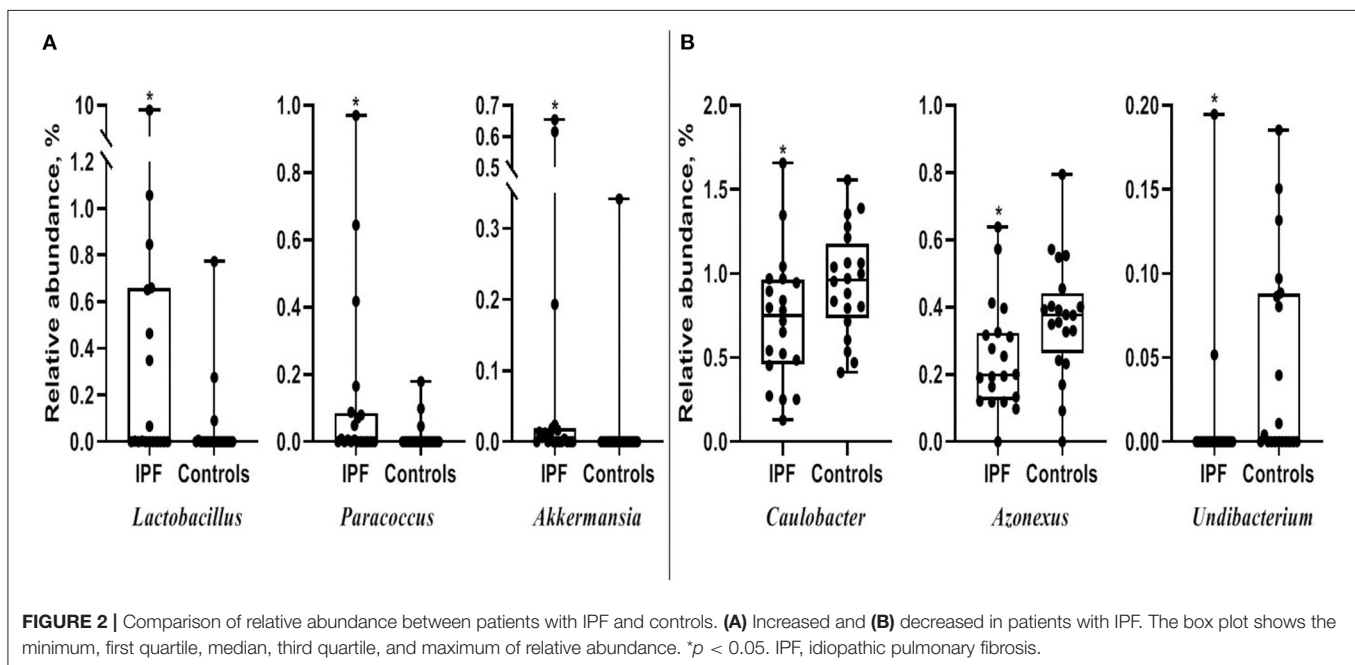 A
B
Relative abundance, %
10
1.2
1.0
0.8
0.6
0.4
0.2
0.0
*
IPF Controls
Lactobacillus
1.0
0.8
0.6
0.4
0.2
0.0
*
IPF Controls
Paracoccus
0.7
0.6
0.5
0.3
0.2
0.1
0.0
*
IPF Controls
Akkermansia
Relative abundance, %
2.0
1.5
1.0
0.5
0.0
*
IPF Controls
Caulobacter
1.0
0.8
0.6
0.4
0.2
0.0
*
IPF Controls
Azonexus
0.20
0.15
0.10
0.05
0.00
*
IPF Controls
Undibacterium
FIGURE 2 | Comparison of relative abundance between patients with IPF and controls. (A) Increased and (B) decreased in patients with IPF. The box plot shows the
minimum, first quartile, median, third quartile, and maximum of relative abundance. *p < 0.05. IPF, idiopathic pulmonary fibrosis.